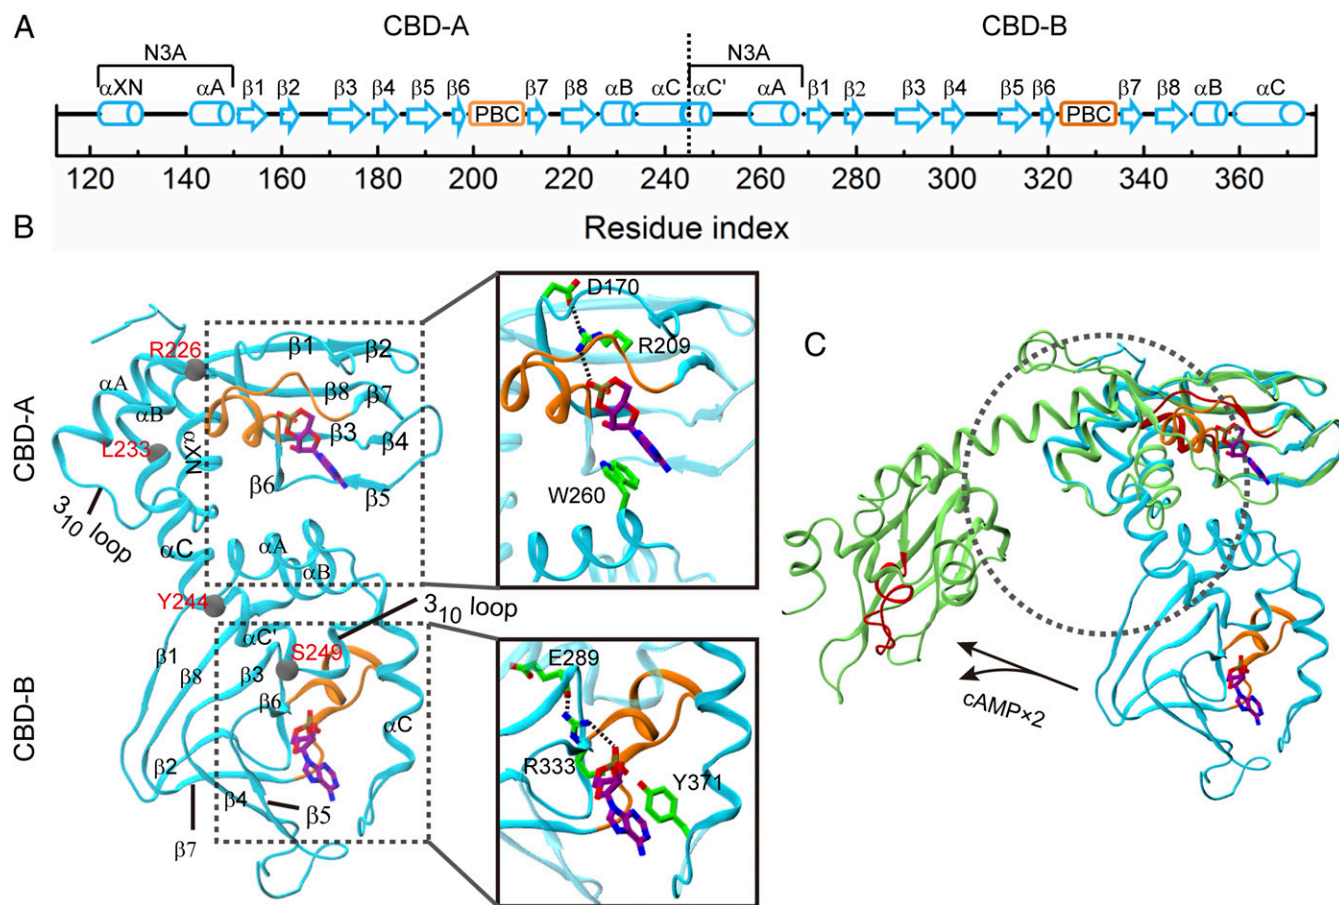 A
CBD-A
CBD-B
N3A
N3A
αXN αA β1 β2 β3 β4 β5 β6 PBC β7 β8 αB αC αC' αA β1 β2 β3 β4 β5 β6 PBC β7 β8 αB αC
120 140 160 180 200 220 240 260 280 300 320 340 360
Residue index
B
CBD-A
R226
β1
β2
αA
αB
β8
β7
L233
αXN
β3
β4
β6
β5
3₁₀ loop
αC
αA
αB
Y244
3₁₀ loop
CBD-B
αC'
S249
β1
β8
β3
β6
αC
β2
β4
β5
β7
D170
R209
W260
E289
R333
Y371
C
cAMP×2